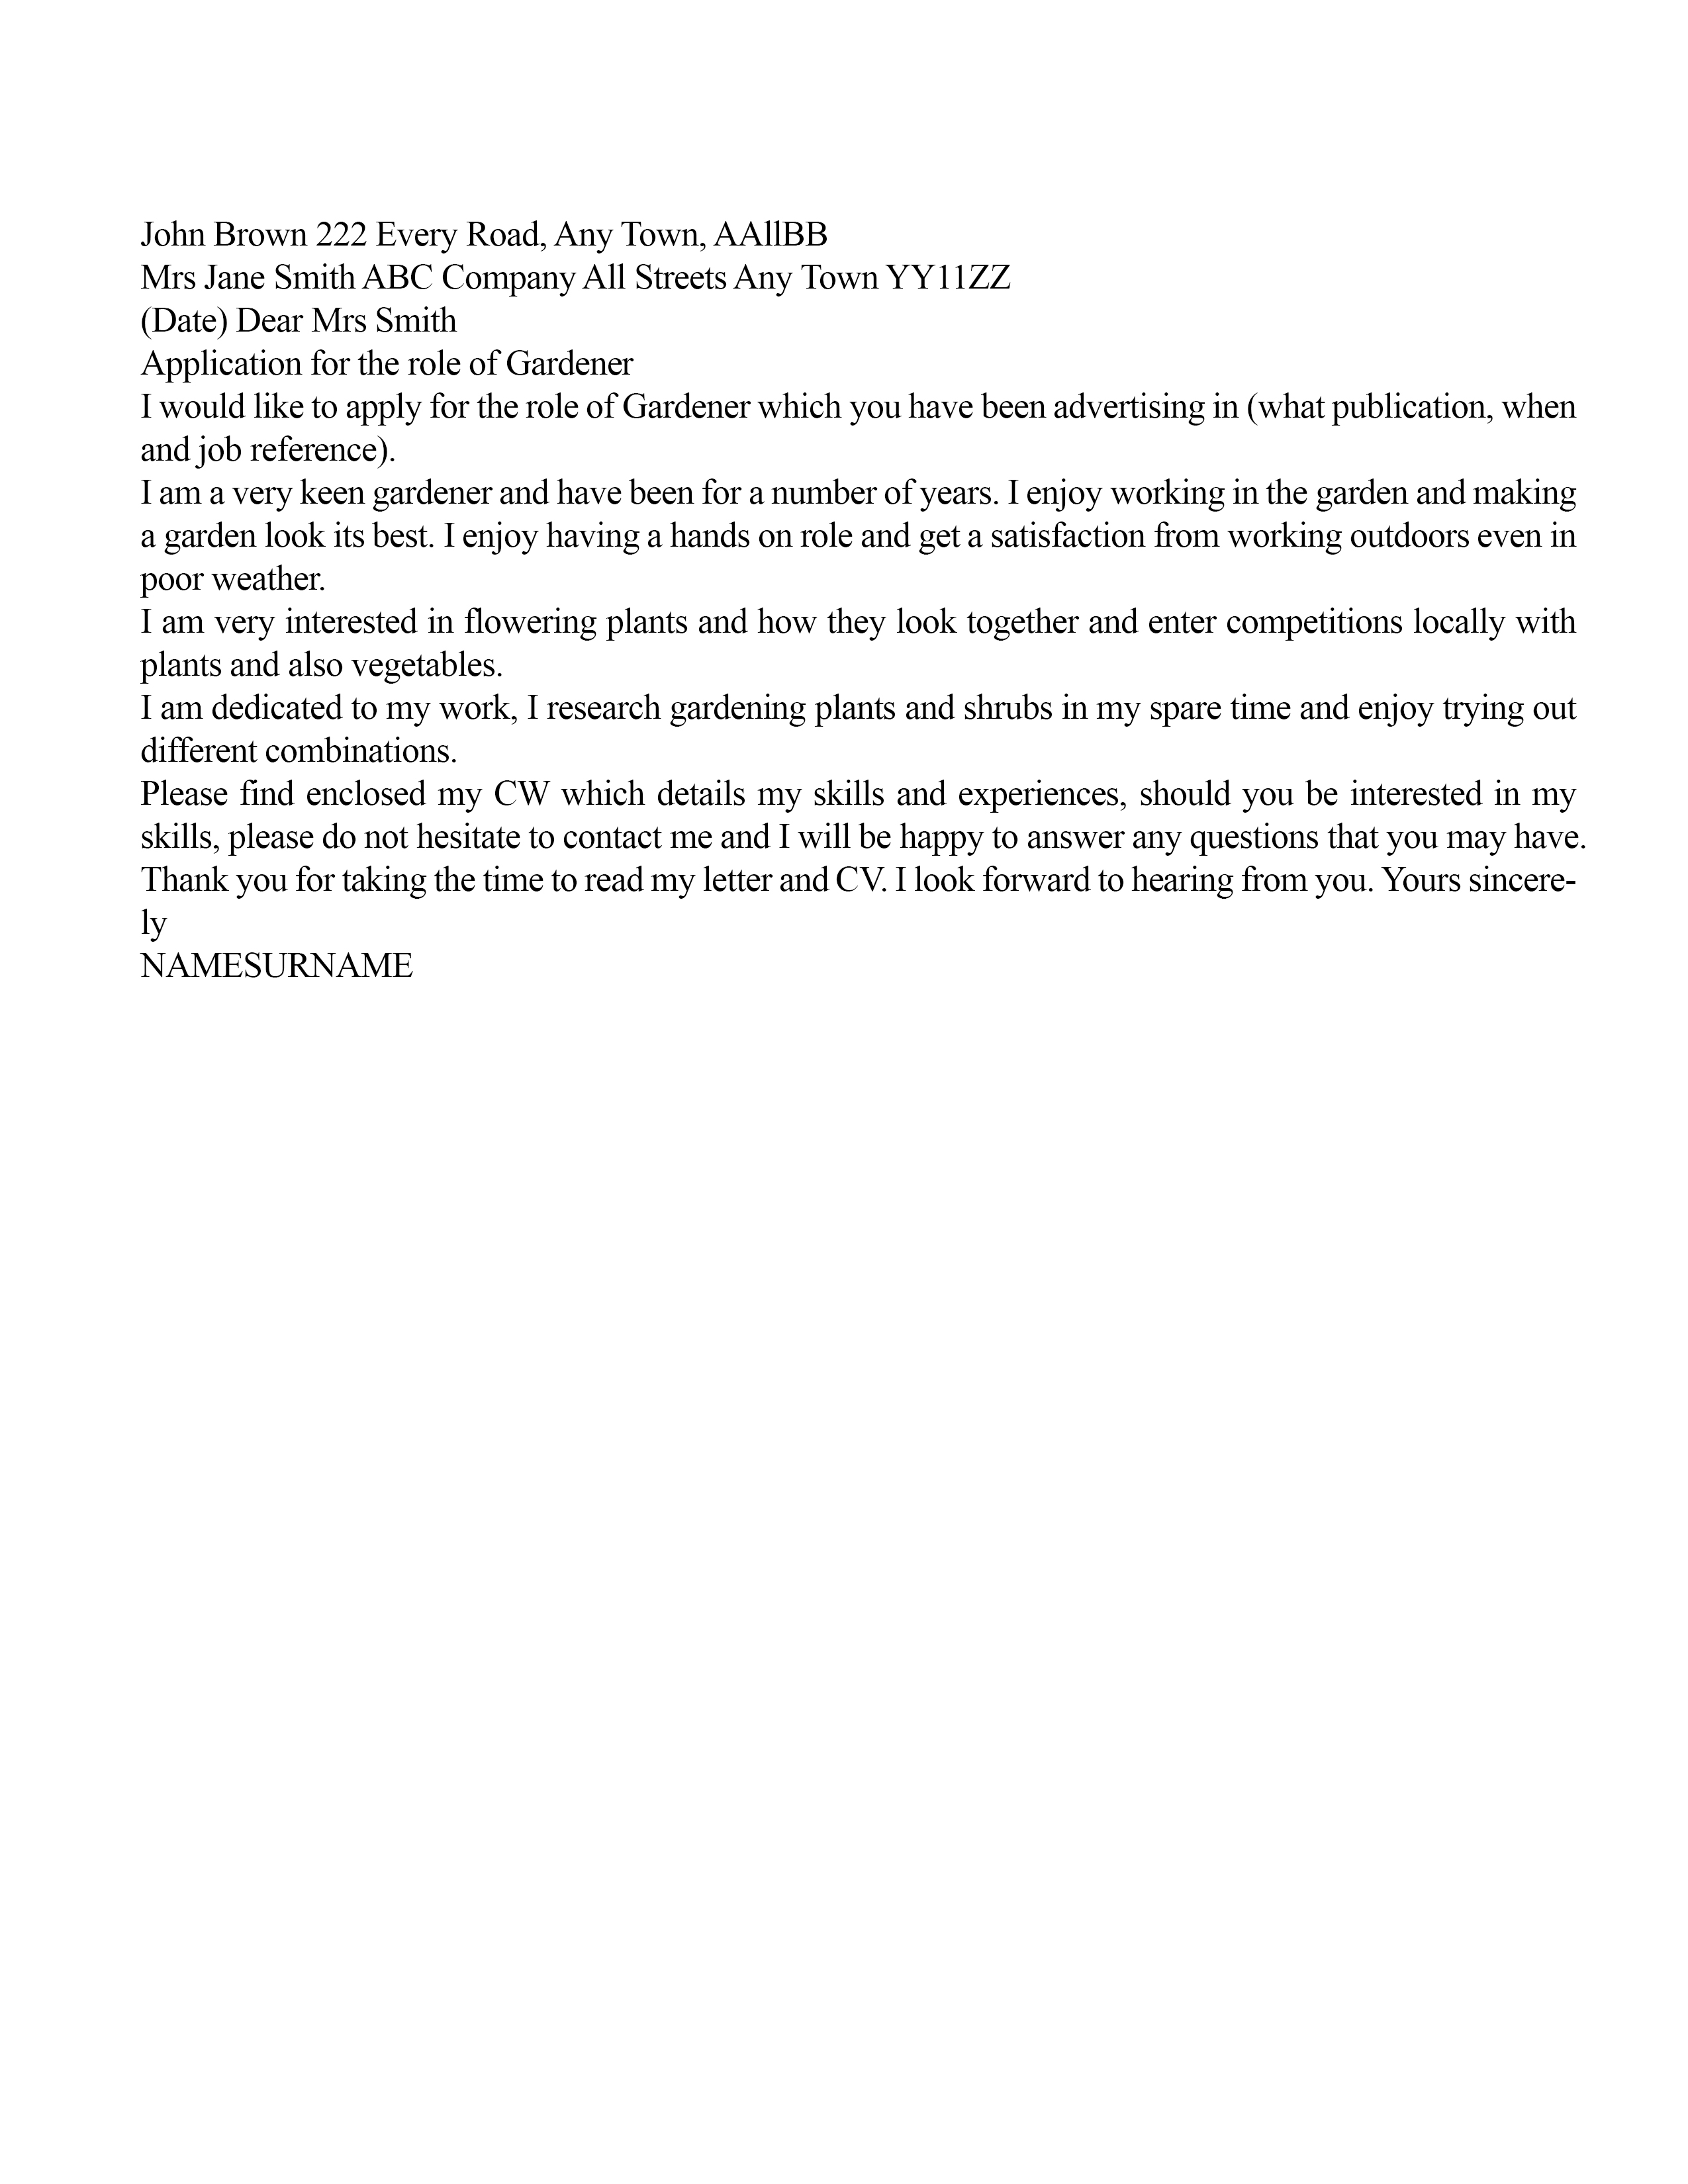 John Brown 222 Every Road, Any Town, AAllBB
Mrs Jane Smith ABC Company All Streets Any Town YY11ZZ
(Date) Dear Mrs Smith
Application for the role of Gardener
I would like to apply for the role of Gardener which you have been advertising in (what publication, when
and job reference).
I am a very keen gardener and have been for a number of years. I enjoy working in the garden and making
a garden look its best. I enjoy having a hands on role and get a satisfaction from working outdoors even in
poor weather.
I am very interested in flowering plants and how they look together and enter competitions locally with
plants and also vegetables.
I am dedicated to my work, I research gardening plants and shrubs in my spare time and enjoy trying out
different combinations.
Please find enclosed my CW which details my skills and experiences, should you be interested in my
skills, please do not hesitate to contact me and I will be happy to answer any questions that you may have.
Thank you for taking the time to read my letter and CV. I look forward to hearing from you. Yours sincere-
ly
NAMESURNAME